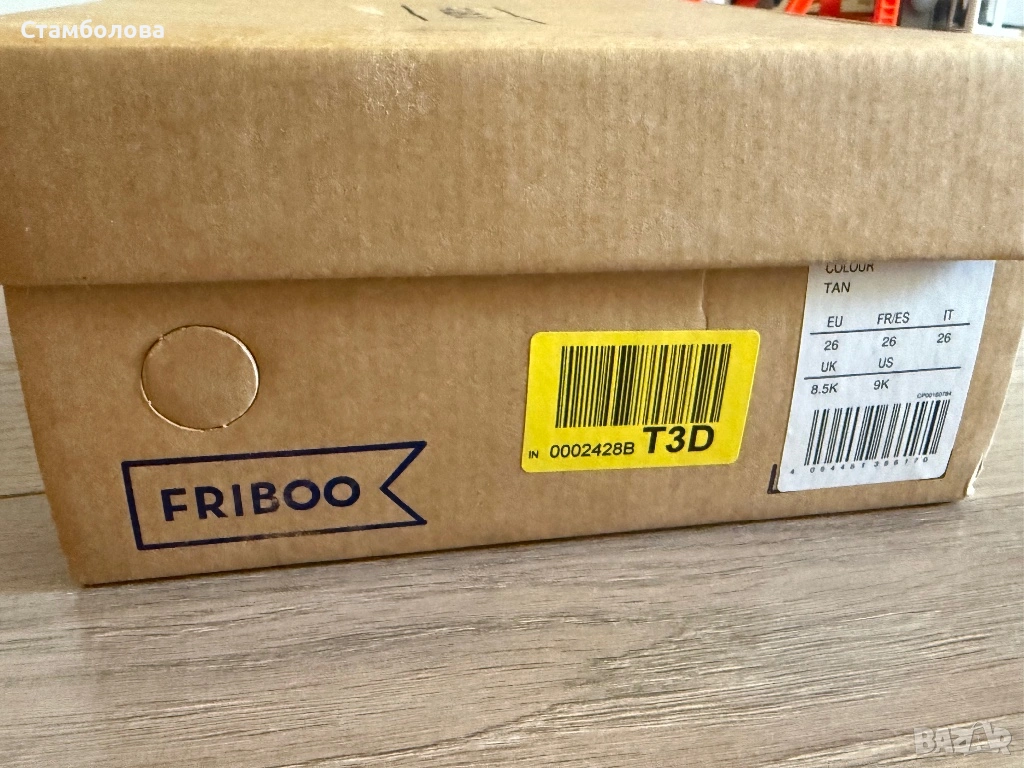 Стамболова
COLOUR
TAN
EU FR/ES IT
26 26 26
UK US
8.5K 9K
IN 0002428B T3D
FRIBOO
BAZAR